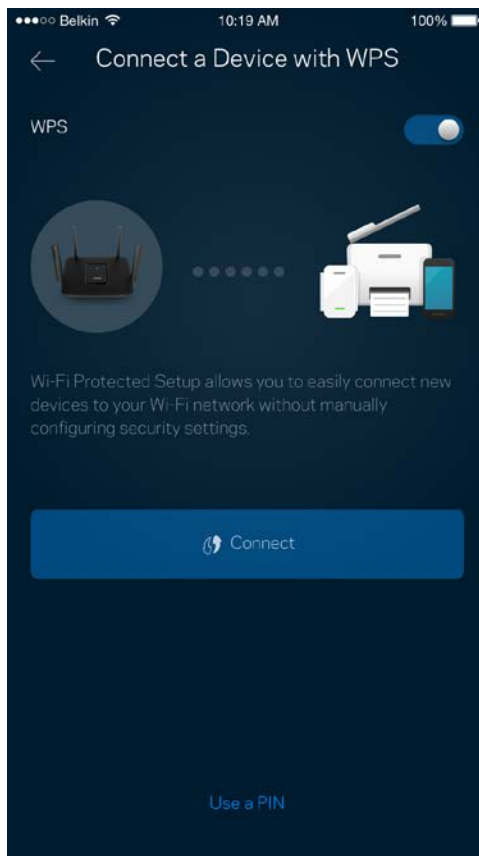 Belkin 10:19 AM 100%
Connect a Device with WPS
WPS
Wi-Fi Protected Setup allows you to easily connect new
devices to your Wi-Fi network without manually
configuring security settings.
Connect
Use a PIN